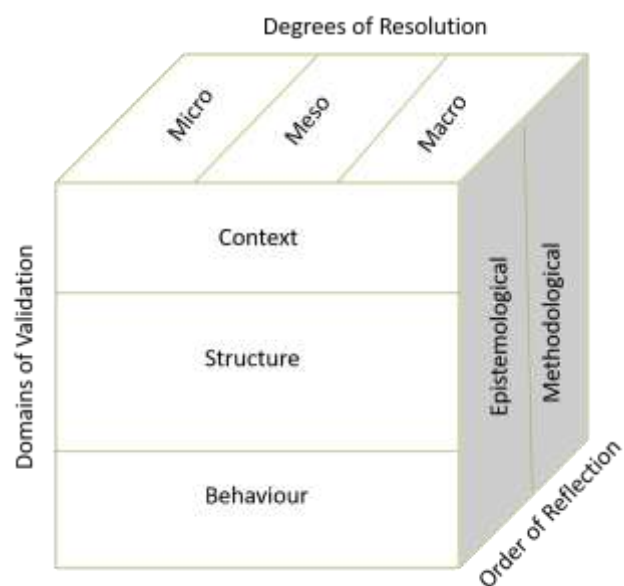 Degrees of Resolution
Micro
Meso
Macro
Domains of Validation
Context
Structure
Behaviour
Epistemological
Methodological
Order of Reflection